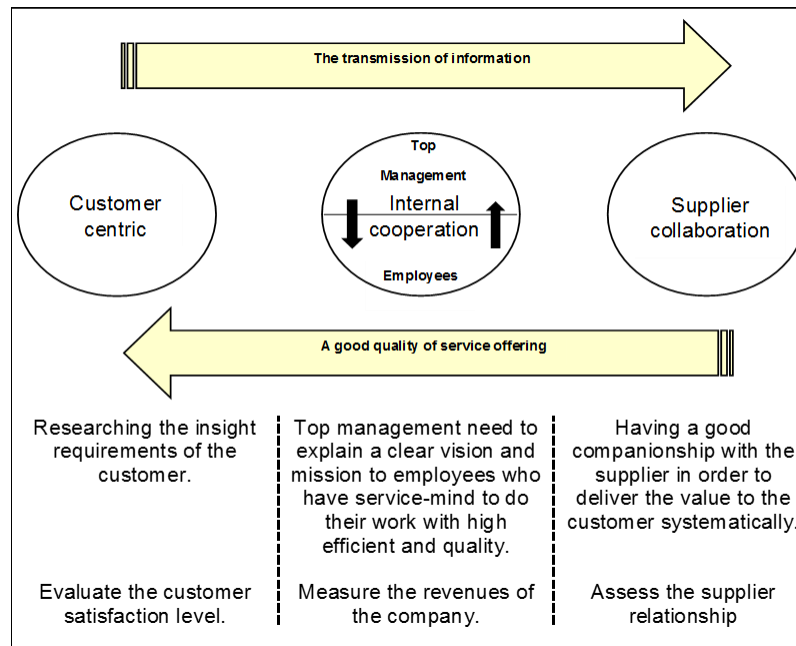 The transmission of information
Customer
centric
Top
Management
Internal
cooperation
Employees
Supplier
collaboration
A good quality of service offering
Researching the insight
requirements of the
customer.
Top management need to
explain a clear vision and
mission to employees who
have service-mind to do
their work with high
efficient and quality.
Having a good
companionship with the
supplier in order to
deliver the value to the
customer systematically.
Evaluate the customer
satisfaction level.
Measure the revenues of
the company.
Assess the supplier
relationship